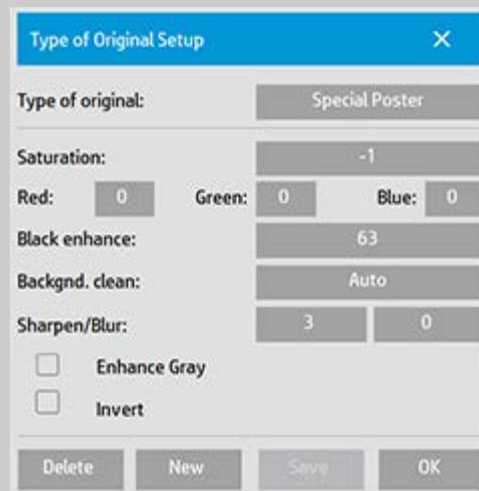 Type of Original Setup ×
Type of original: Special Poster
Saturation: -1
Red: 0 Green: 0 Blue: 0
Black enhance: 63
Backgnd. clean: Auto
Sharpen/Blur: 3 0
Enhance Gray
Invert
Delete New Save OK